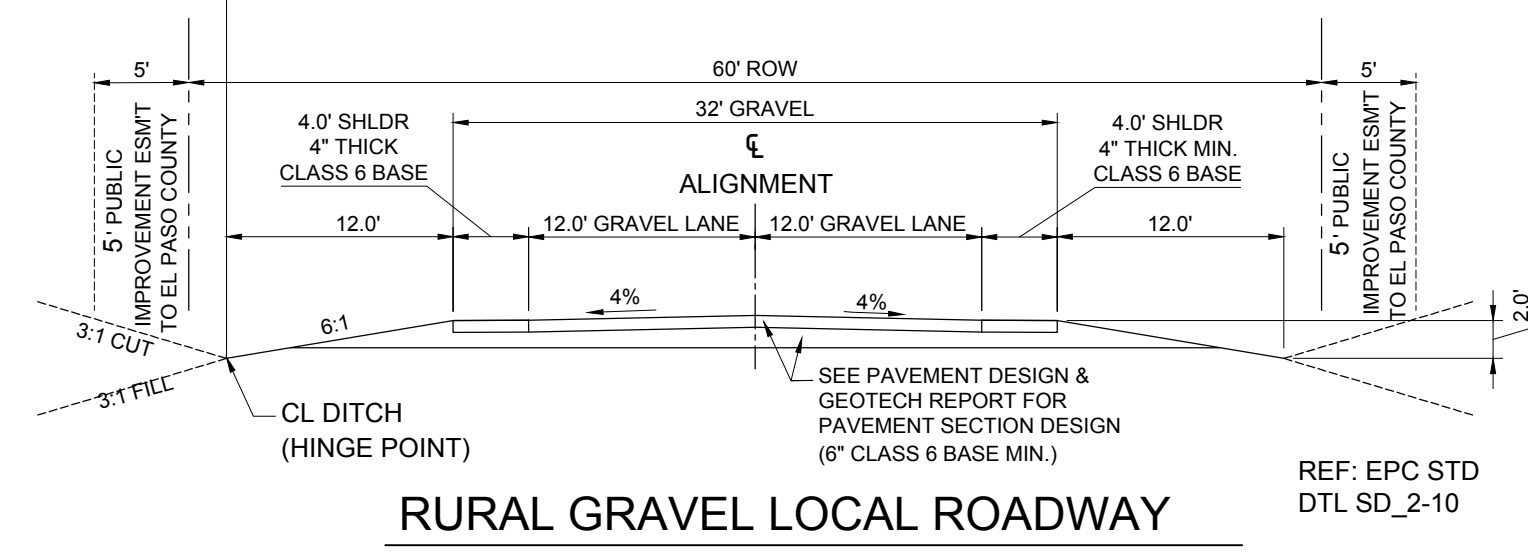 5'
60' ROW
5'
32' GRAVEL
4.0' SHLDR
4" THICK
CLASS 6 BASE
℄
ALIGNMENT
4.0' SHLDR
4" THICK MIN.
CLASS 6 BASE
5' PUBLIC
IMPROVEMENT ESM'T
TO EL PASO COUNTY
12.0'
12.0' GRAVEL LANE
12.0' GRAVEL LANE
12.0'
5' PUBLIC
IMPROVEMENT ESM'T
TO EL PASO COUNTY
4%
4%
6:1
2.0'
3:1 CUT
3:1 FILL
CL DITCH
(HINGE POINT)
SEE PAVEMENT DESIGN &
GEOTECH REPORT FOR
PAVEMENT SECTION DESIGN
(6" CLASS 6 BASE MIN.)
REF: EPC STD
DTL SD_2-10
RURAL GRAVEL LOCAL ROADWAY